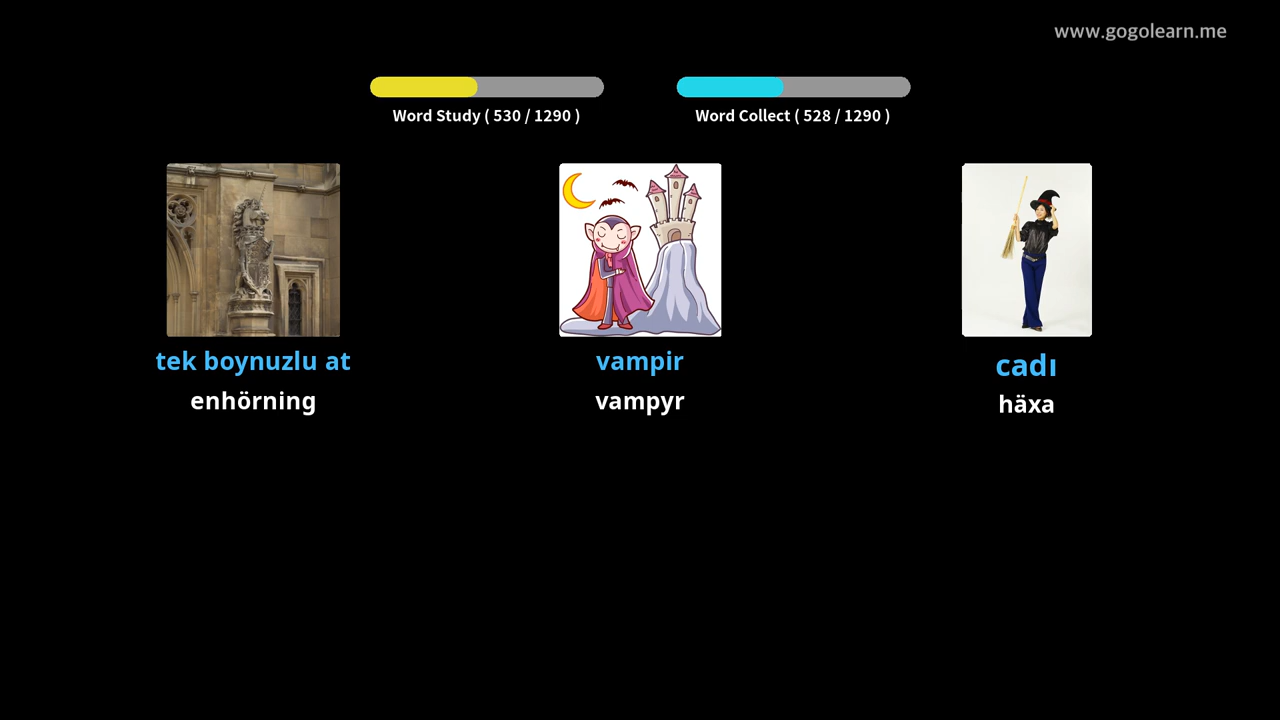 www.gogolearn.me
Word Study ( 530 / 1290 )
Word Collect ( 528 / 1290 )
tek boynuzlu at
enhörning
vampir
vampyr
cadı
häxa